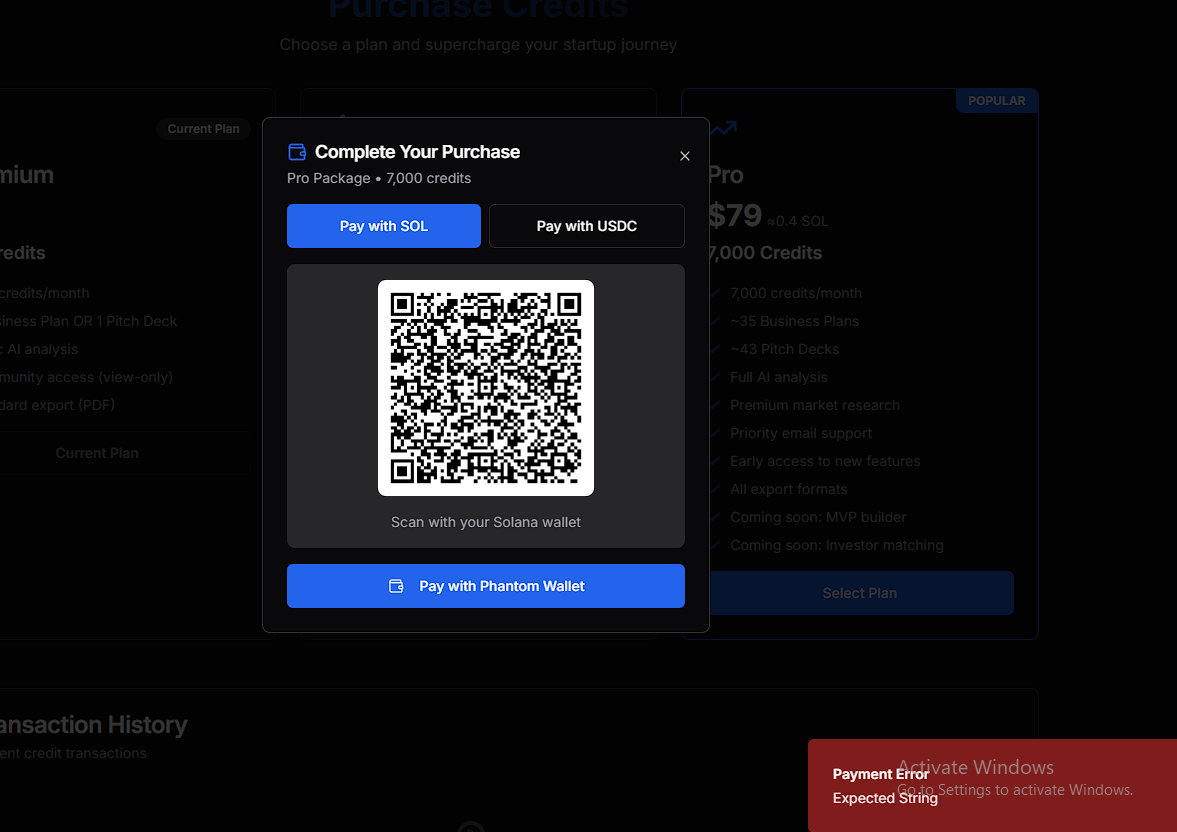 Purchase Credits
Choose a plan and supercharge your startup journey
Current Plan
mium
redits
credits/month
siness Plan OR 1 Pitch Deck
AI analysis
munity access (view-only)
dard export (PDF)
Current Plan
Complete Your Purchase
Pro Package • 7,000 credits
Pay with SOL
Pay with USDC
Scan with your Solana wallet
Pay with Phantom Wallet
POPULAR
Pro
$79 ≈0.4 SOL
7,000 Credits
7,000 credits/month
~35 Business Plans
~43 Pitch Decks
Full AI analysis
Premium market research
Priority email support
Early access to new features
All export formats
Coming soon: MVP builder
Coming soon: Investor matching
Select Plan
ansaction History
ent credit transactions
Payment Error
Expected String
Activate Windows
Go to Settings to activate Windows.